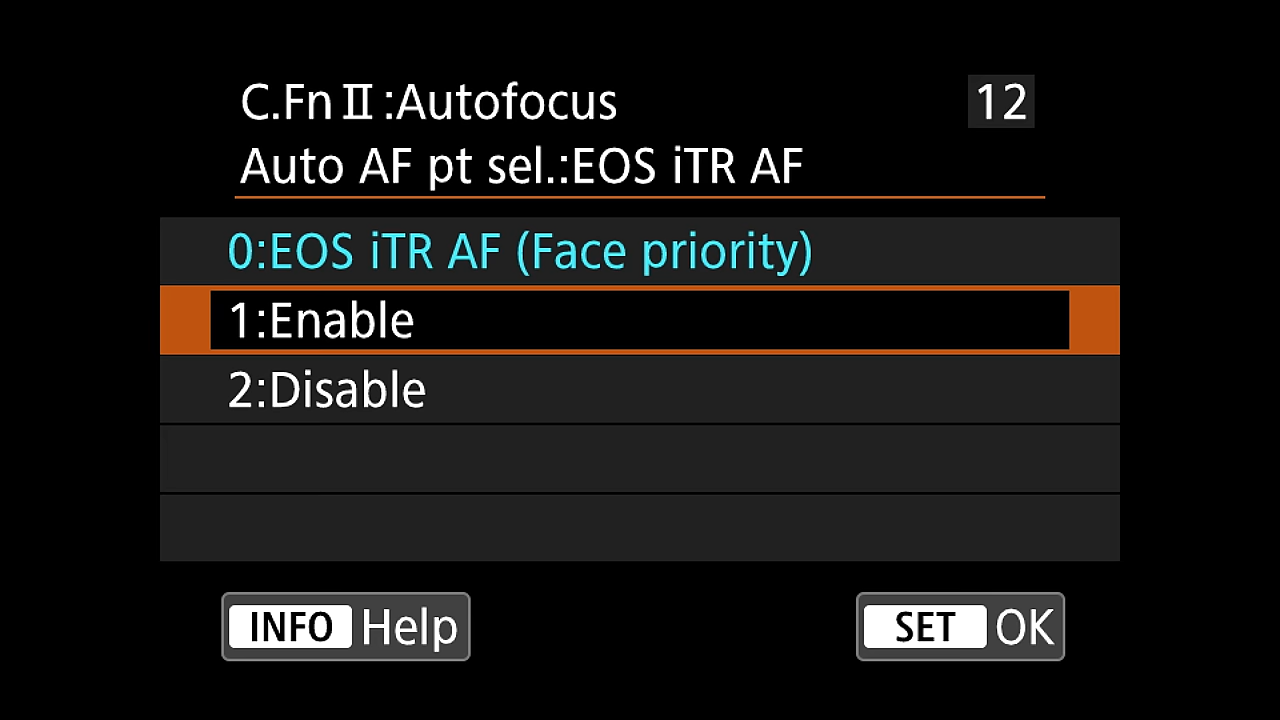 C.Fn II :Autofocus 12
Auto AF pt sel.:EOS iTR AF
0:EOS iTR AF (Face priority)
1:Enable
2:Disable
INFO Help SET OK